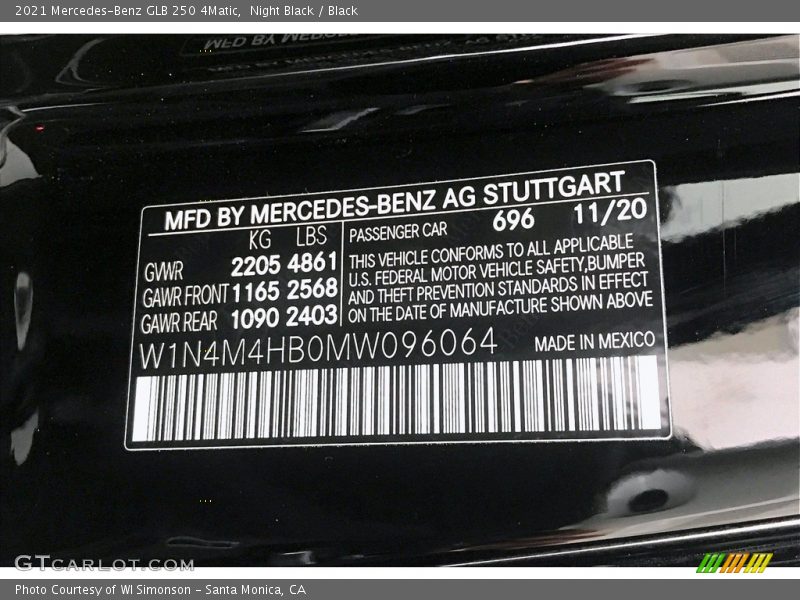 2021 Mercedes-Benz GLB 250 4Matic, Night Black / Black
MFD BY MERCEDES-BENZ AG STUTTGART
KG LBS
GVWR 2205 4861
GAWR FRONT 1165 2568
GAWR REAR 1090 2403
PASSENGER CAR 696 11/20
THIS VEHICLE CONFORMS TO ALL APPLICABLE
U.S. FEDERAL MOTOR VEHICLE SAFETY,BUMPER
AND THEFT PREVENTION STANDARDS IN EFFECT
ON THE DATE OF MANUFACTURE SHOWN ABOVE
W1N4M4HB0MW096064 MADE IN MEXICO
GTCARLOT.COM
Photo Courtesy of WI Simonson - Santa Monica, CA